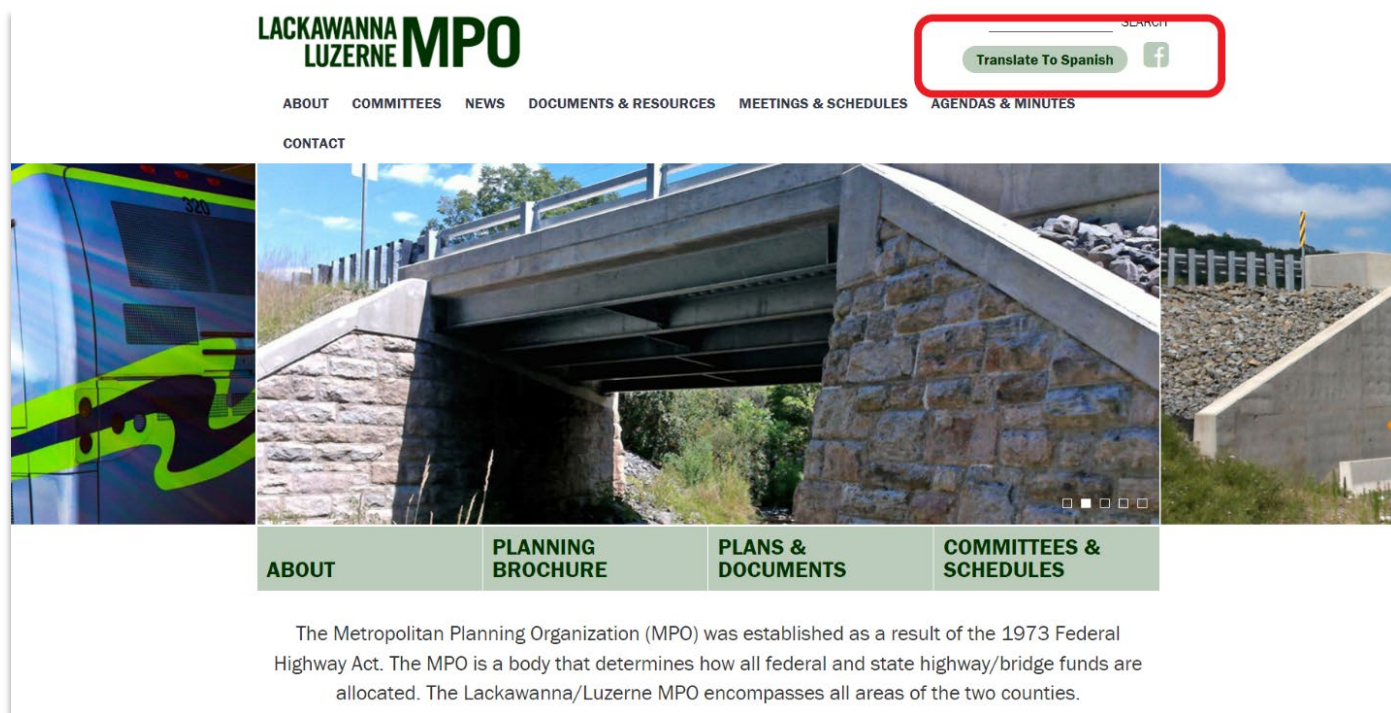 LACKAWANNA
LUZERNE MPO
SEARCH
Translate To Spanish
ABOUT COMMITTEES NEWS DOCUMENTS & RESOURCES MEETINGS & SCHEDULES AGENDAS & MINUTES
CONTACT
320
ABOUT
PLANNING
BROCHURE
PLANS &
DOCUMENTS
COMMITTEES &
SCHEDULES
The Metropolitan Planning Organization (MPO) was established as a result of the 1973 Federal
Highway Act. The MPO is a body that determines how all federal and state highway/bridge funds are
allocated. The Lackawanna/Luzerne MPO encompasses all areas of the two counties.